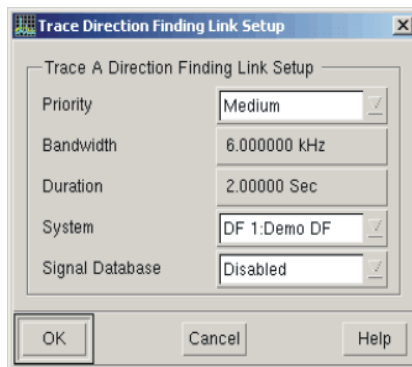 Trace Direction Finding Link Setup
Trace A Direction Finding Link Setup
Priority Medium
Bandwidth 6.000000 kHz
Duration 2.00000 Sec
System DF 1:Demo DF
Signal Database Disabled
OK Cancel Help